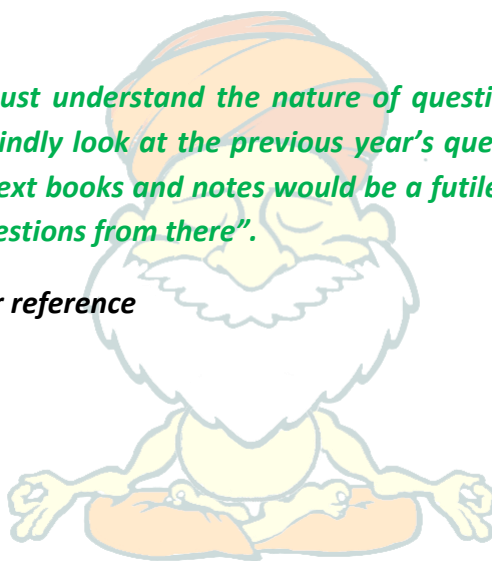 ust understand the nature of questi
indly look at the previous year's que
ext books and notes would be a futile
estions from there”.
r reference